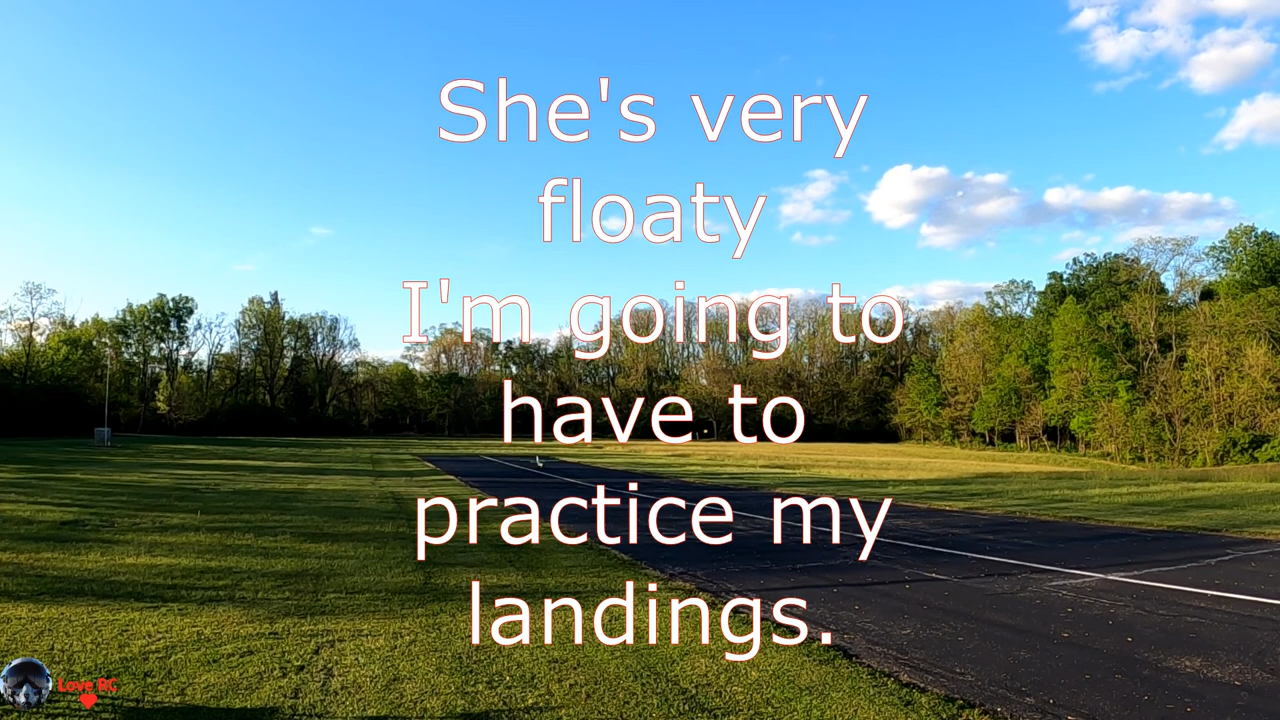 She's very
floaty
I'm going to
have to
practice my
landings.
Love RC